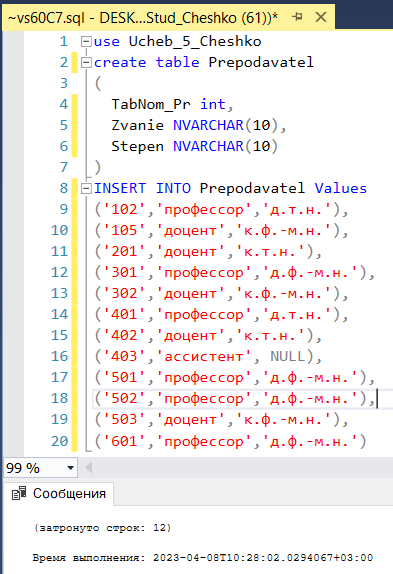 ~vs60C7.sql - DESK...Stud_Cheshko (61))*
1 use Ucheb_5_Cheshko
2 create table Prepodavatel
3 (
4 TabNom_Pr int,
5 Zvanie NVARCHAR(10),
6 Stepen NVARCHAR(10)
7 )
8 INSERT INTO Prepodavatel Values
9 ('102','профессор','д.т.н.'),
10 ('105','доцент','к.ф.-м.н.'),
11 ('201','доцент','к.т.н.'),
12 ('301','профессор','д.ф.-м.н.'),
13 ('302','доцент','к.ф.-м.н.'),
14 ('401','профессор','д.т.н.'),
15 ('402','доцент','к.т.н.'),
16 ('403','ассистент', NULL),
17 ('501','профессор','д.ф.-м.н.'),
18 ('502','профессор','д.ф.-м.н.'),
19 ('503','доцент','к.ф.-м.н.'),
20 ('601','профессор','д.ф.-м.н.')
99 %
Сообщения
(затронуто строк: 12)
Время выполнения: 2023-04-08T10:28:02.0294067+03:00